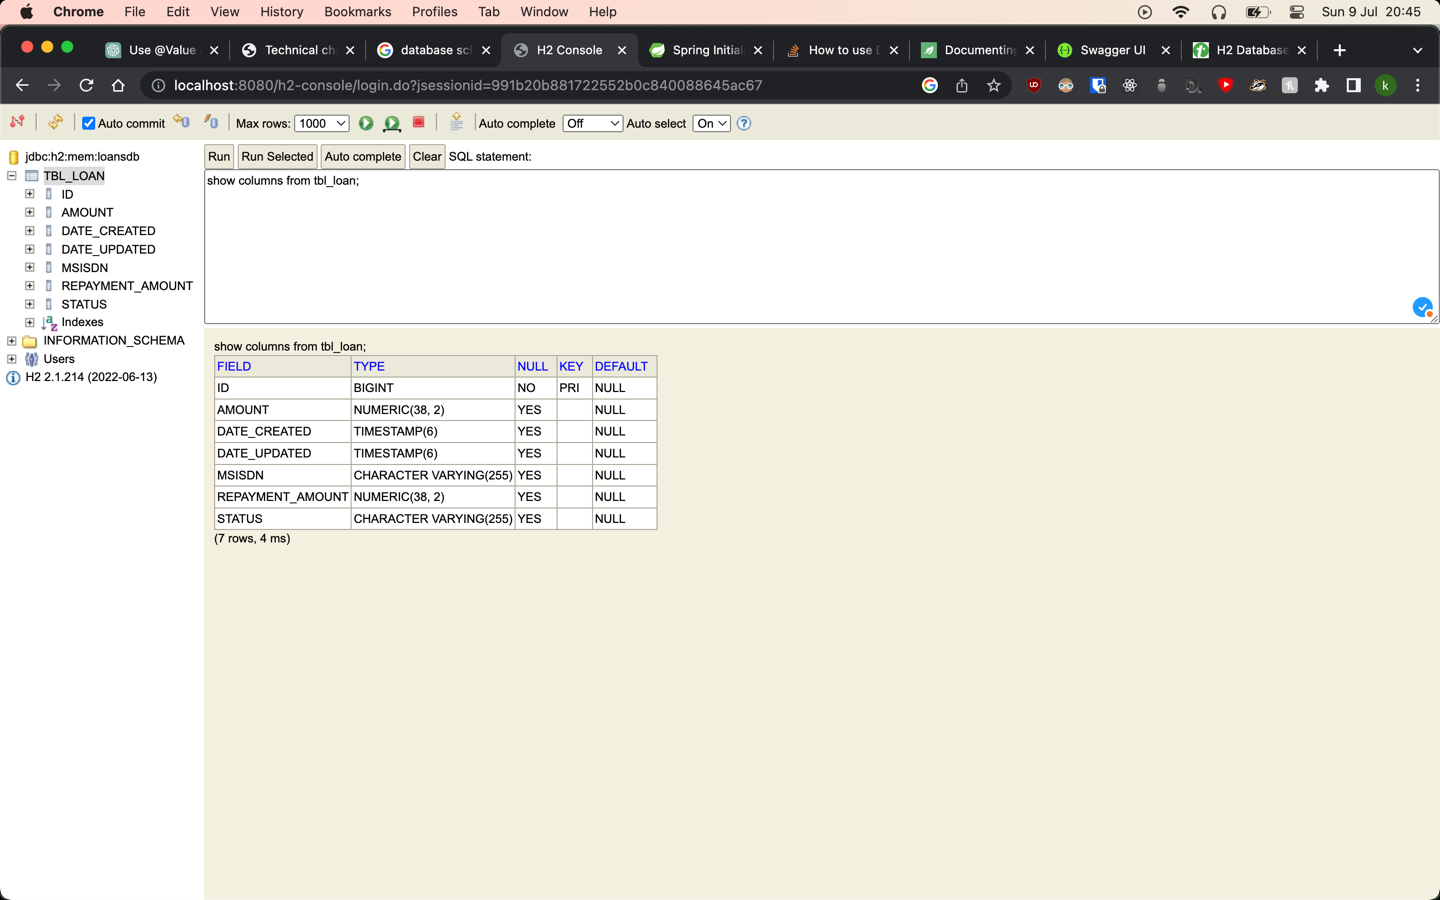 Chrome File Edit View History Bookmarks Profiles Tab Window Help Sun 9 Jul 20:45
Use @Value Technical ch database sc H2 Console Spring Initial How to use D Documenting Swagger UI H2 Database
localhost:8080/h2-console/login.do?jsessionid=991b20b881722552b0c840088645ac67 k
Auto commit Max rows: 1000 Auto complete Off Auto select On
jdbc:h2:mem:loansdb
TBL_LOAN
ID
AMOUNT
DATE_CREATED
DATE_UPDATED
MSISDN
REPAYMENT_AMOUNT
STATUS
Indexes
INFORMATION_SCHEMA
Users
H2 2.1.214 (2022-06-13)
Run Run Selected Auto complete Clear SQL statement:
show columns from tbl_loan;
show columns from tbl_loan;
FIELD TYPE NULL KEY DEFAULT
ID BIGINT NO PRI NULL
AMOUNT NUMERIC(38, 2) YES NULL
DATE_CREATED TIMESTAMP(6) YES NULL
DATE_UPDATED TIMESTAMP(6) YES NULL
MSISDN CHARACTER VARYING(255) YES NULL
REPAYMENT_AMOUNT NUMERIC(38, 2) YES NULL
STATUS CHARACTER VARYING(255) YES NULL
(7 rows, 4 ms)